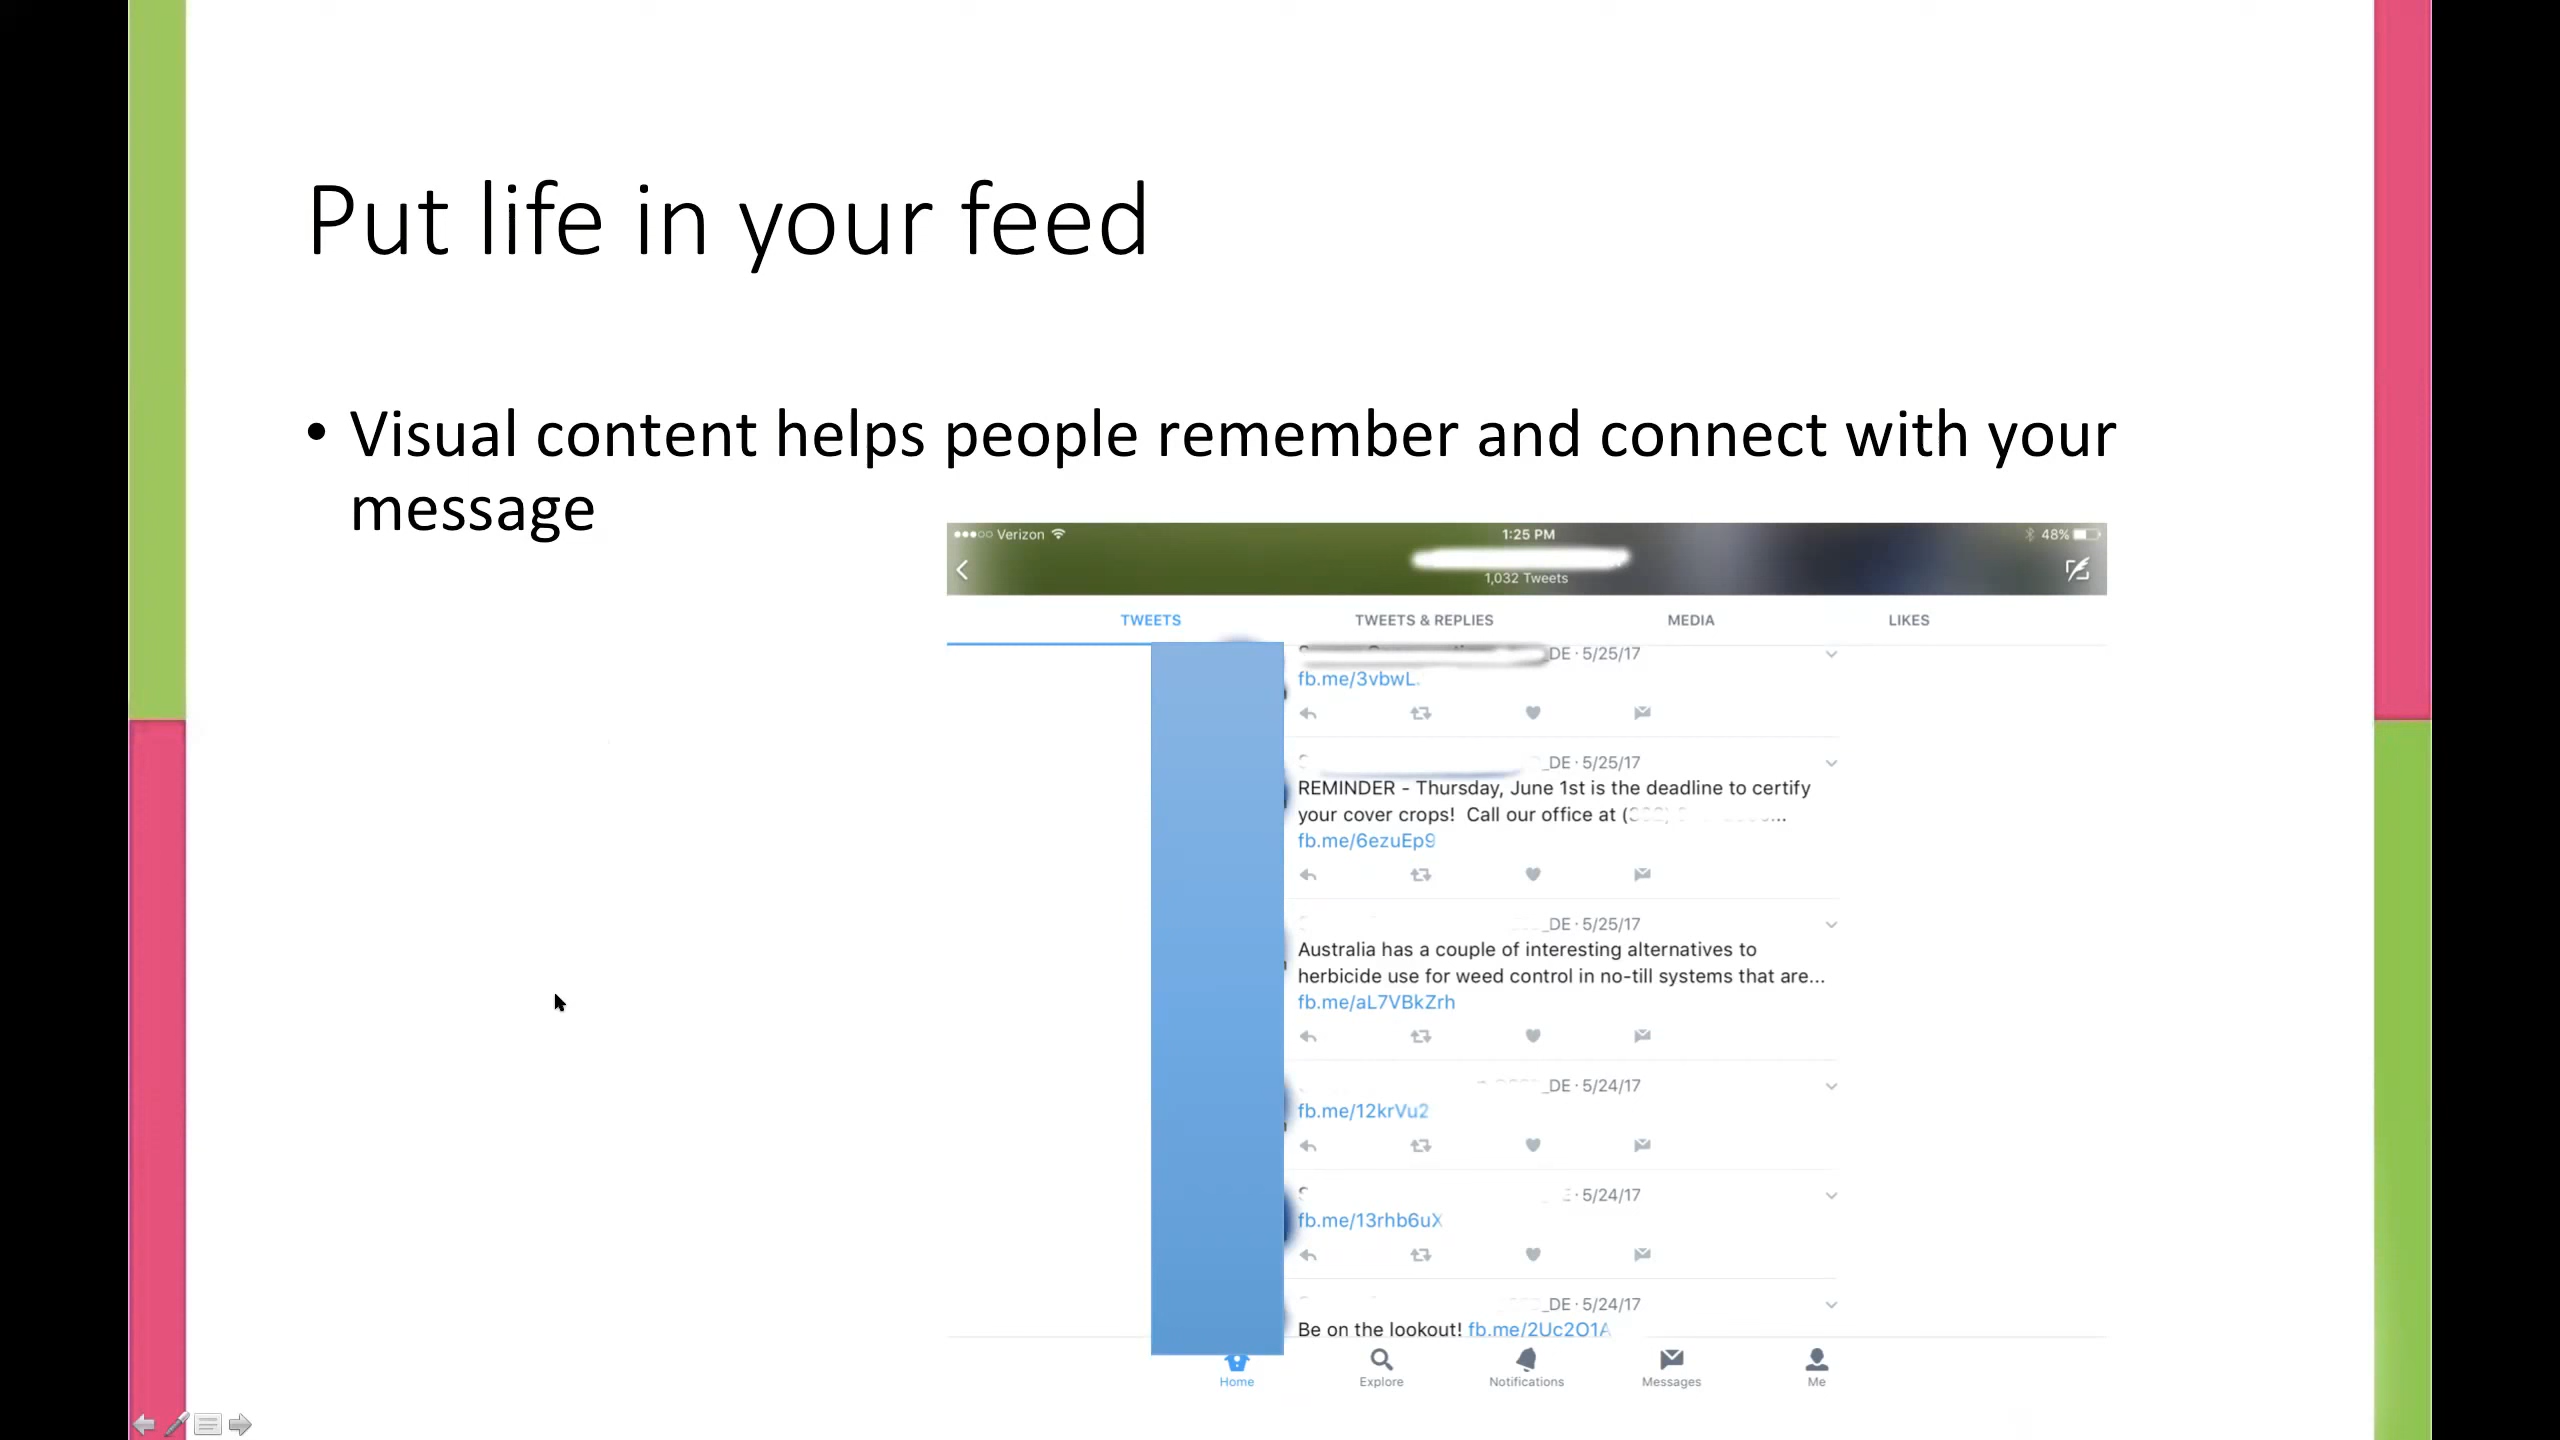 Put life in your feed
• Visual content helps people remember and connect with your
message
Verizon
1:25 PM
48%
1,032 Tweets
TWEETS
TWEETS & REPLIES
MEDIA
LIKES
_DE · 5/25/17
fb.me/3vbwL
_DE · 5/25/17
REMINDER - Thursday, June 1st is the deadline to certify
your cover crops!  Call our office at (
fb.me/6ezuEp9
_DE · 5/25/17
Australia has a couple of interesting alternatives to
herbicide use for weed control in no-till systems that are...
fb.me/aL7VBkZrh
_DE · 5/24/17
fb.me/12krVu2
· 5/24/17
fb.me/13rhb6uX
_DE · 5/24/17
Be on the lookout! fb.me/2Uc2O1A
Home
Explore
Notifications
Messages
Me